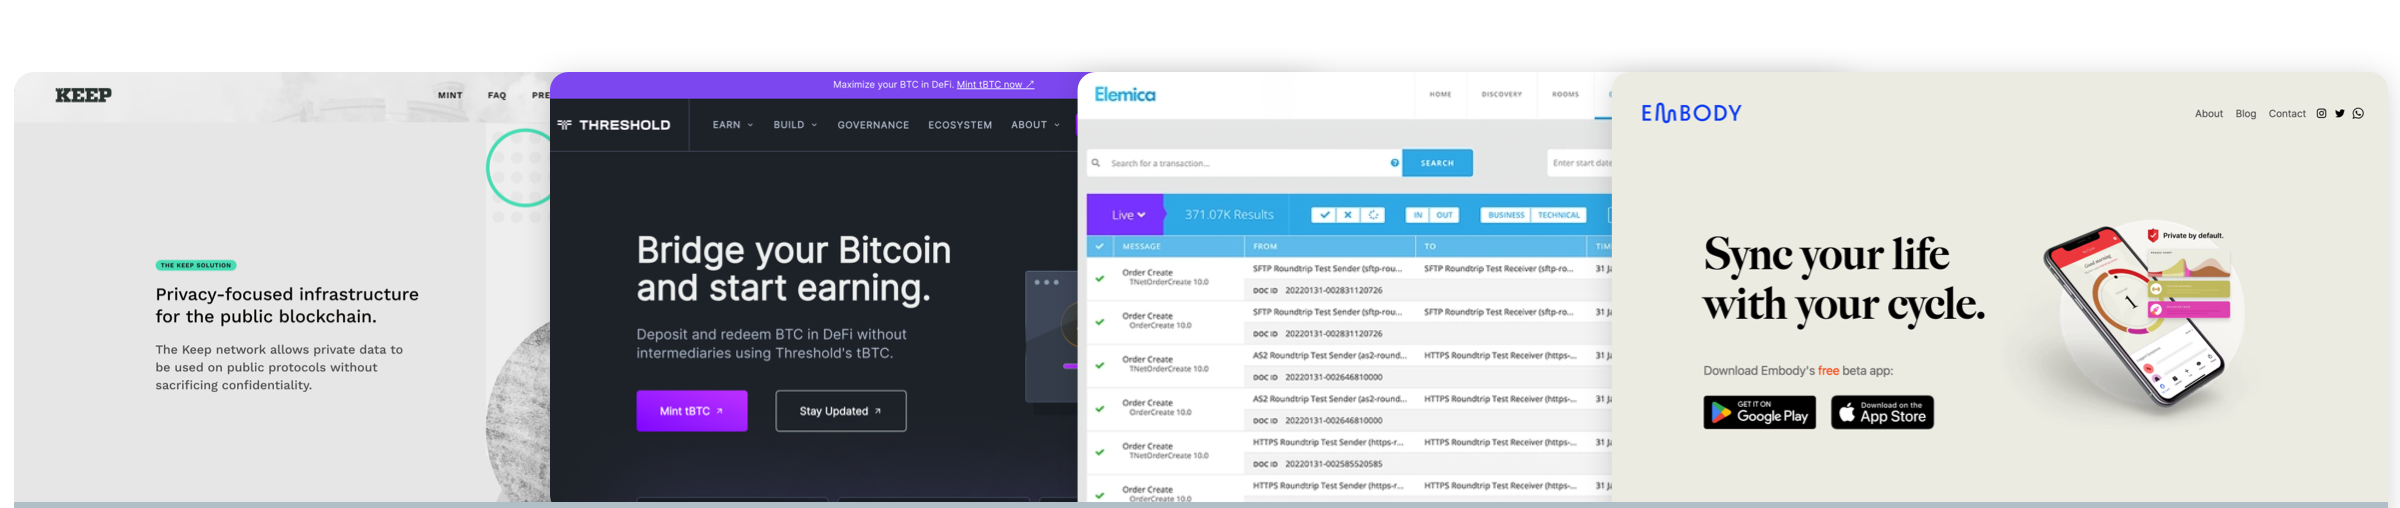 KEEP
MINT FAQ PRE
THE KEEP SOLUTION
Privacy-focused infrastructure
for the public blockchain.
The Keep network allows private data to
be used on public protocols without
sacrificing confidentiality.
Maximize your BTC in DeFi. Mint tBTC now ↗
THRESHOLD
EARN BUILD GOVERNANCE ECOSYSTEM ABOUT
Bridge your Bitcoin
and start earning.
Deposit and redeem BTC in DeFi without
intermediaries using Threshold's tBTC.
Mint tBTC ↗ Stay Updated ↗
Elemica
HOME DISCOVERY ROOMS
Search for a transaction... SEARCH Enter start date
Live 371.07K Results IN OUT BUSINESS TECHNICAL
MESSAGE FROM TO TIM
Order Create SFTP Roundtrip Test Sender (sftp-rou... SFTP Roundtrip Test Receiver (sftp-ro... 31 Ja
TNetOrderCreate 10.0
DOC ID 20220131-002831120726
Order Create SFTP Roundtrip Test Sender (sftp-rou... SFTP Roundtrip Test Receiver (sftp-ro... 31 Ja
OrderCreate 10.0
DOC ID 20220131-002831120726
Order Create AS2 Roundtrip Test Sender (as2-round... HTTPS Roundtrip Test Receiver (https-... 31 Ja
TNetOrderCreate 10.0
DOC ID 20220131-002646810000
Order Create AS2 Roundtrip Test Sender (as2-round... HTTPS Roundtrip Test Receiver (https-... 31 Ja
OrderCreate 10.0
DOC ID 20220131-002646810000
Order Create HTTPS Roundtrip Test Sender (https-r... HTTPS Roundtrip Test Receiver (https-... 31 Ja
TNetOrderCreate 10.0
DOC ID 20220131-002585520585
Order Create HTTPS Roundtrip Test Sender (https-r... HTTPS Roundtrip Test Receiver (https-... 31 Ja
OrderCreate 10.0
EMBODY
About Blog Contact
Sync your life
with your cycle.
Download Embody's free beta app:
GET IT ON
Google Play
Download on the
App Store
Private by default.
Good morning
1